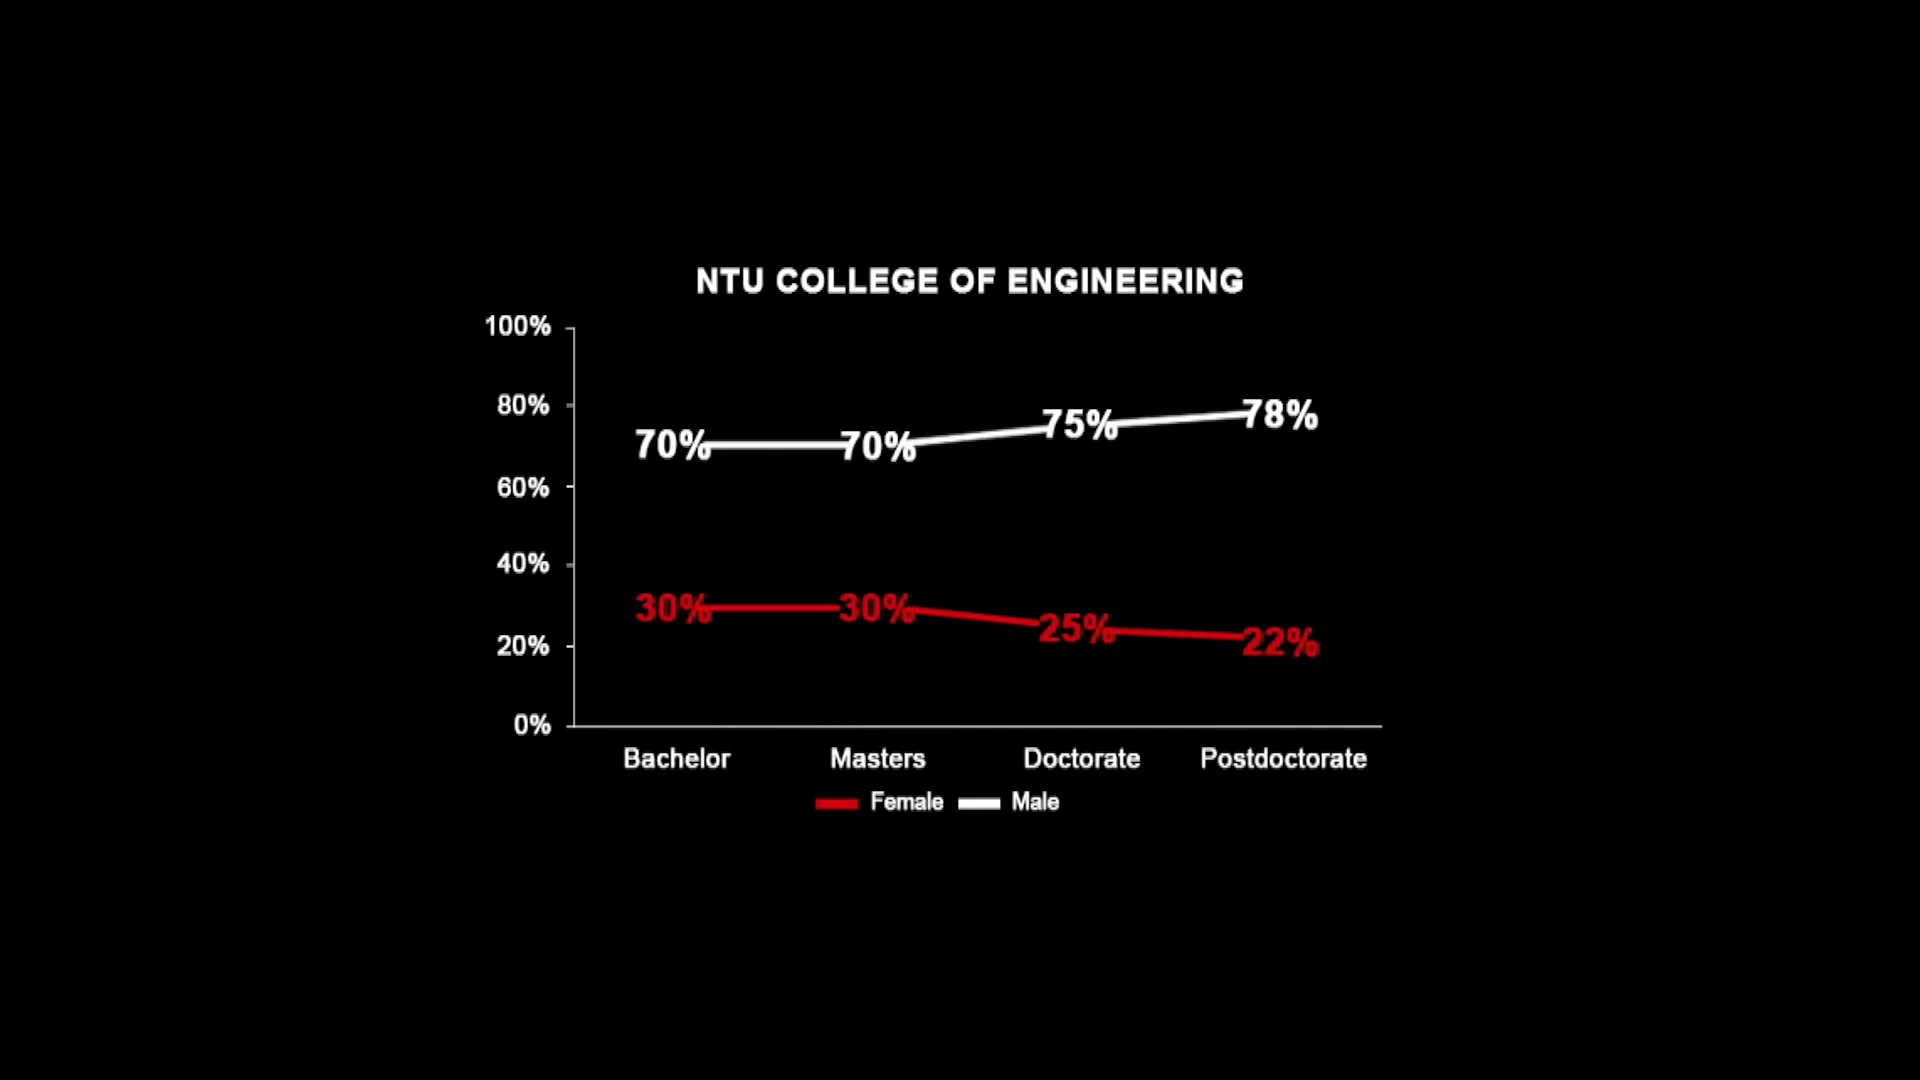 NTU COLLEGE OF ENGINEERING
100%
80%
60%
40%
20%
0%
70% 70% 75% 78%
30% 30% 25% 22%
Bachelor Masters Doctorate Postdoctorate
Female Male